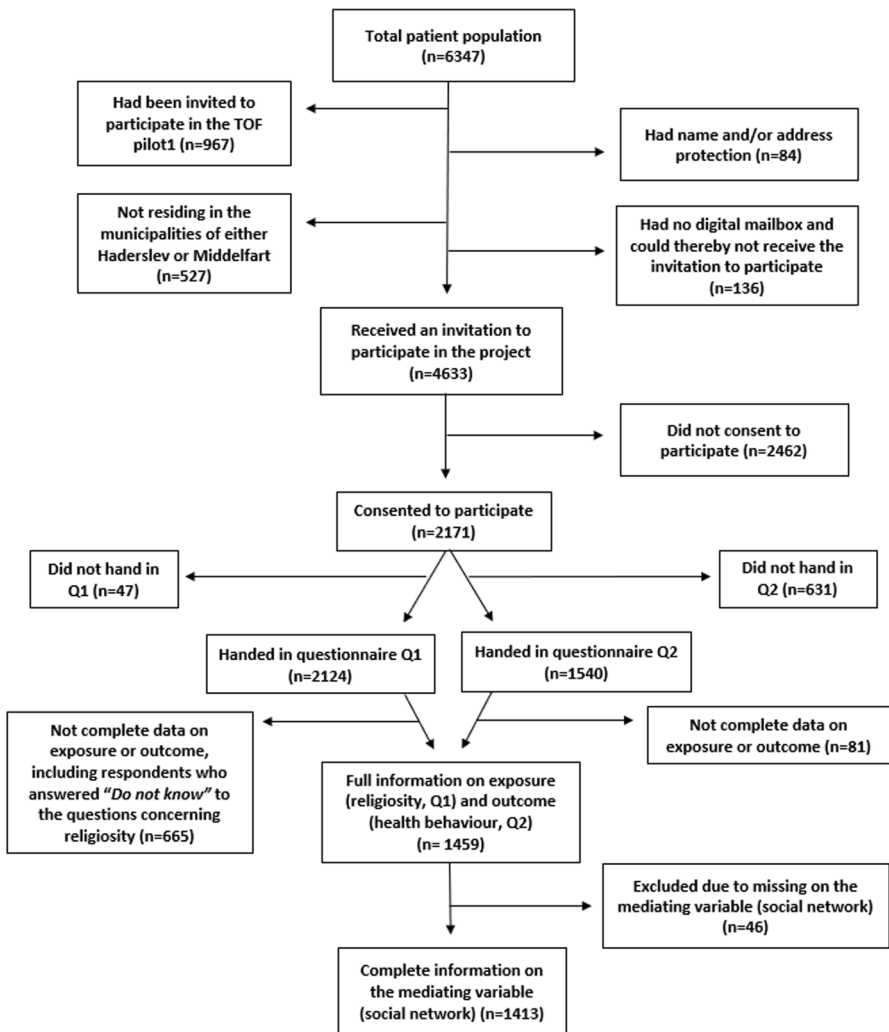 Total patient population
(n=6347)
Had been invited to
participate in the TOF
pilot1 (n=967)
Had name and/or address
protection (n=84)
Not residing in the
municipalities of either
Haderslev or Middelfart
(n=527)
Had no digital mailbox and
could thereby not receive the
invitation to participate
(n=136)
Received an invitation to
participate in the project
(n=4633)
Did not consent to
participate (n=2462)
Consented to participate
(n=2171)
Did not hand in
Q1 (n=47)
Did not hand in
Q2 (n=631)
Handed in questionnaire Q1
(n=2124)
Handed in questionnaire Q2
(n=1540)
Not complete data on
exposure or outcome,
including respondents who
answered “Do not know” to
the questions concerning
religiosity (n=665)
Not complete data on
exposure or outcome (n=81)
Full information on exposure
(religiosity, Q1) and outcome
(health behaviour, Q2)
(n= 1459)
Excluded due to missing on the
mediating variable (social network)
(n=46)
Complete information on
the mediating variable
(social network) (n=1413)